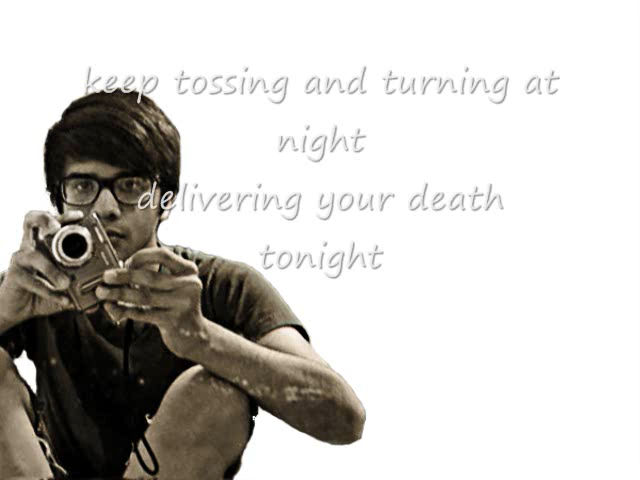 keep tossing and turning at
night
delivering your death
tonight